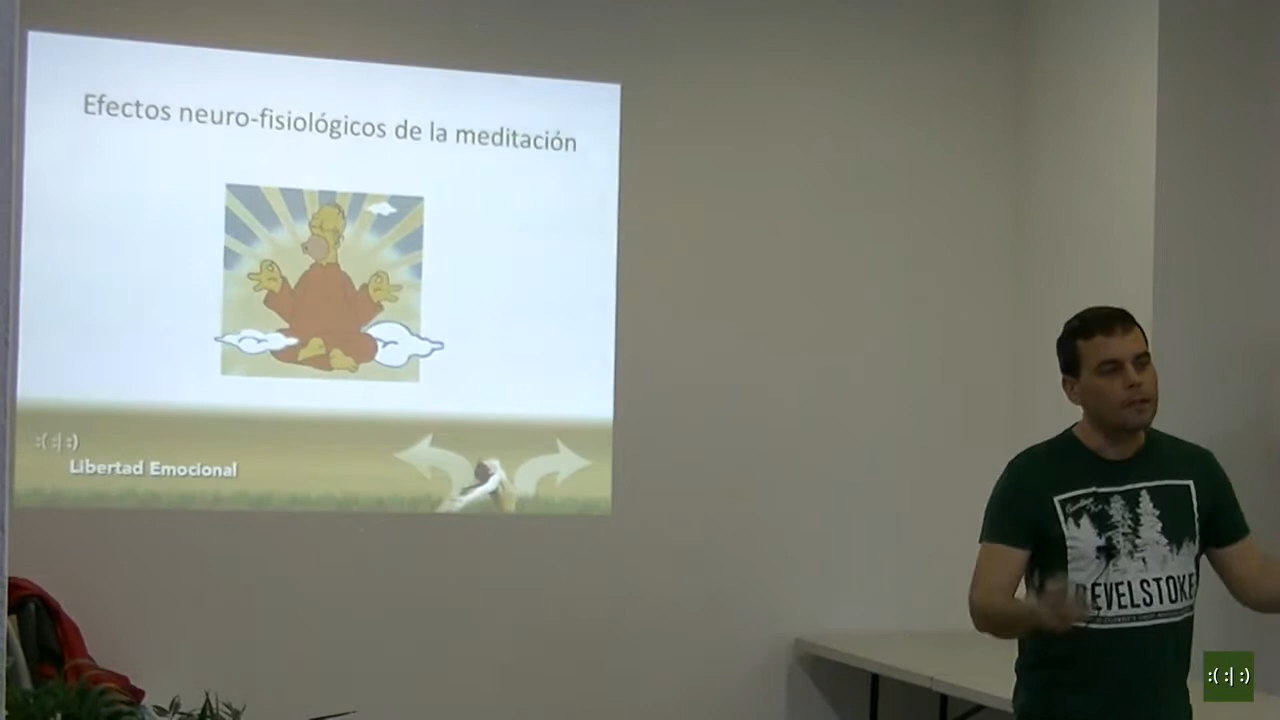 Efectos neuro-fisiológicos de la meditación
:( :| :)
Libertad Emocional
REVELSTOKE
:( :| :)